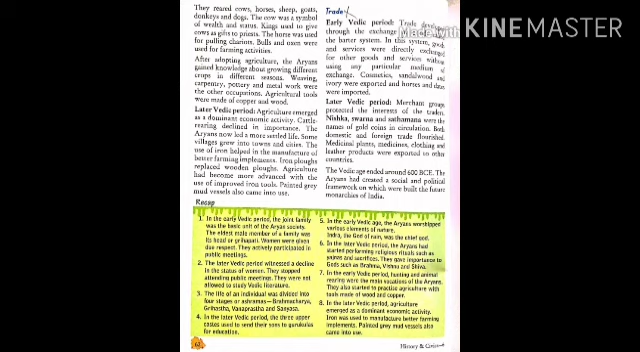 They reared cows, horses, sheep, goats,
donkeys and dogs. The cow was a symbol
of wealth and status. Kings used to give
cows as gifts to priests. The horse was used
for pulling chariots. Bulls and oxen were
used for farming activities.
After adopting agriculture, the Aryans
gained knowledge about growing different
crops in different seasons. Weaving,
carpentry, pottery and metal work were
the other occupations. Agricultural tools
were made of copper and wood.
Later Vedic period: Agriculture emerged
as a dominant economic activity. Cattle-
rearing declined in importance. The
Aryans now led a more settled life. Some
villages grew into towns and cities. The
use of iron helped in the manufacture of
better farming implements. Iron ploughs
replaced wooden ploughs. Agriculture
had become more advanced with the
use of improved iron tools. Painted grey
mud vessels also came into use.
Trade
Early Vedic period: Trade
through the exchange
the barter system. In this system, goods
and services were directly exchanged
for other goods and services without
using any particular medium of
exchange. Cosmetics, sandalwood and
ivory were exported and horses and dates
were imported.
Later Vedic period: Merchant groups
protected the interests of the traders.
Nishka, swarna and sathamana were the
names of gold coins in circulation. Both
domestic and foreign trade flourished.
Medicinal plants, medicines, clothing and
leather products were exported to other
countries.
The Vedic age ended around 600 BCE. The
Aryans had created a social and political
framework on which were built the future
monarchies of India.
Recap
1. In the early Vedic period, the joint family
was the basic unit of the Aryan society.
The eldest male member of a family was
its head or grihapati. Women were given
due respect. They actively participated in
public meetings.
2. The later Vedic period witnessed a decline
in the status of women. They stopped
attending public meetings. They were not
allowed to study Vedic literature.
3. The life of an individual was divided into
four stages or ashramas—Brahmacharya,
Grihastha, Vanaprastha and Sanyasa.
4. In the later Vedic period, the three upper
castes used to send their sons to gurukulas
for education.
5. In the early Vedic age, the Aryans worshipped
various elements of nature.
Indra, the God of rain, was the chief god.
6. In the later Vedic period, the Aryans had
started performing religious rituals such as
yajnas and sacrifices. They gave importance to
Gods such as Brahma, Vishnu and Shiva.
7. In the early Vedic period, hunting and animal
rearing were the main vocations of the Aryans.
They also started to practise agriculture with
tools made of wood and copper.
8. In the later Vedic period, agriculture
emerged as a dominant economic activity.
Iron was used to manufacture better farming
implements. Painted grey mud vessels also
came into use.
History &
Made with
KINEMASTER